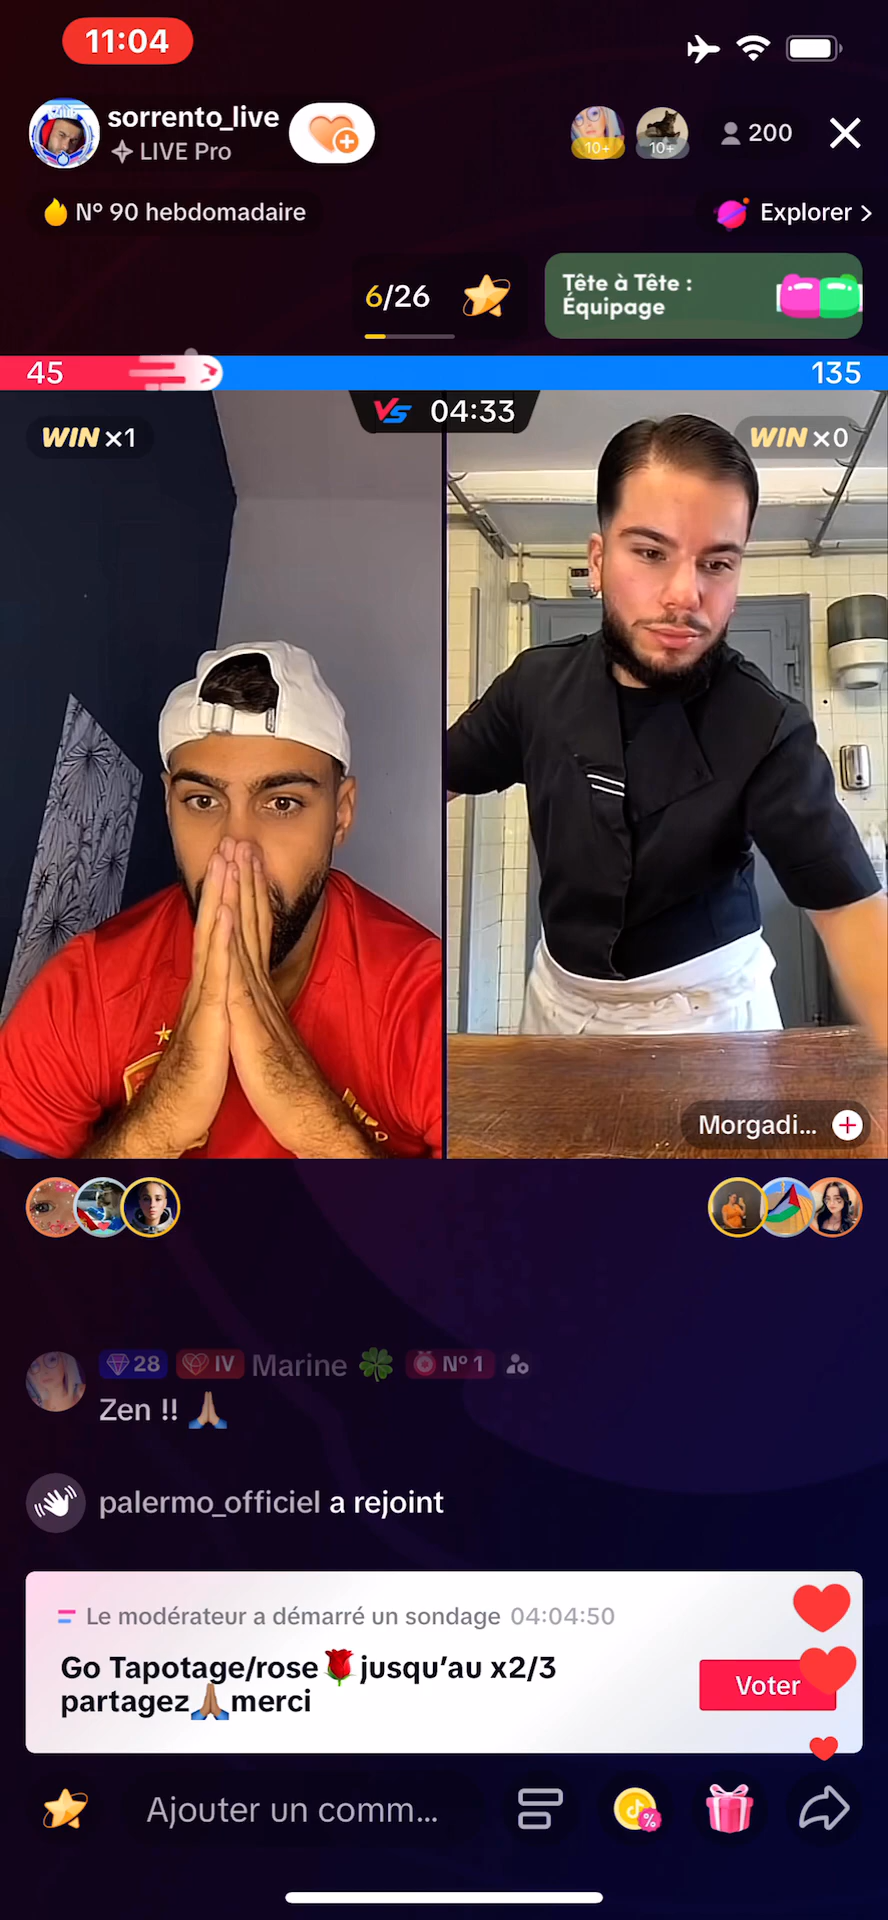 11:04
sorrento_live
LIVE Pro
10+
10+
200
N° 90 hebdomadaire
Explorer
6/26
Tête à Tête :
Équipage
45
135
VS 04:33
WIN x1
WIN x0
Morgadi...
28 IV Marine N° 1
Zen !!
palermo_officiel a rejoint
Le modérateur a démarré un sondage 04:04:50
Go Tapotage/rose🌹jusqu'au x2/3
partagez🙏🏽merci
Voter
Ajouter un comm...